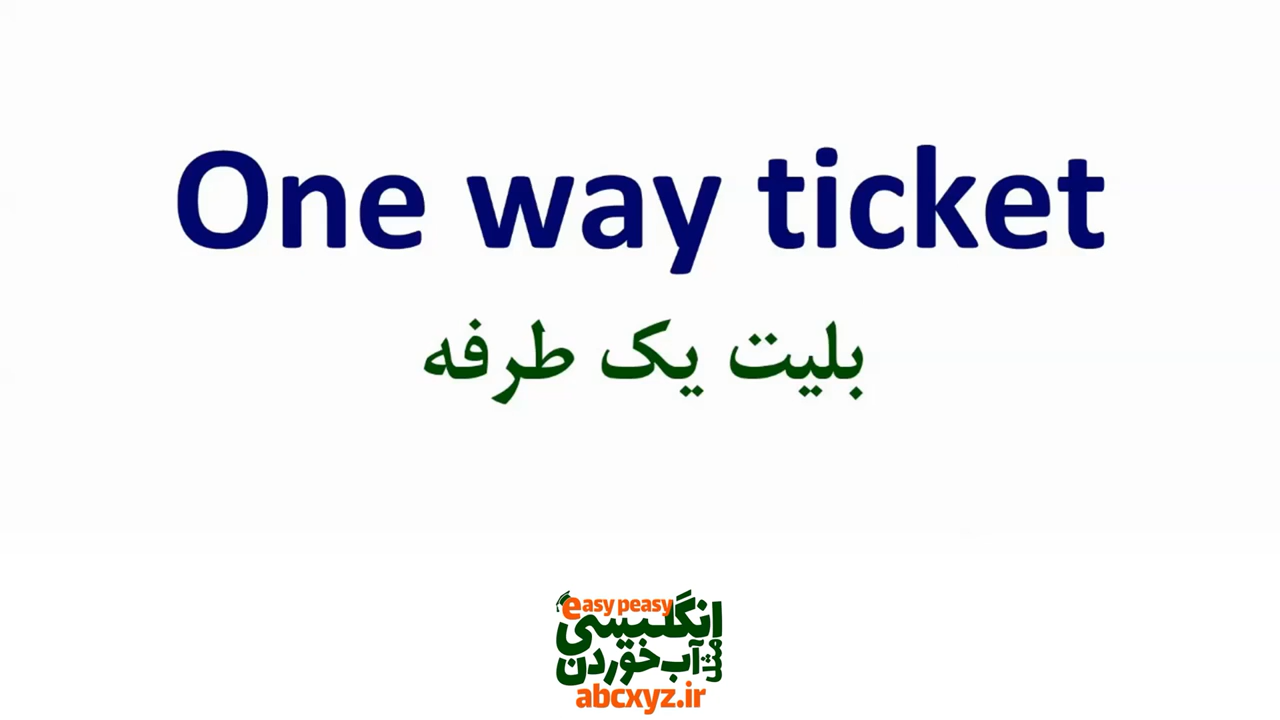 One way ticket
بلیت یک طرفه
easy peasy
انگلیسی
مثل آب خوردن
abcxyz.ir